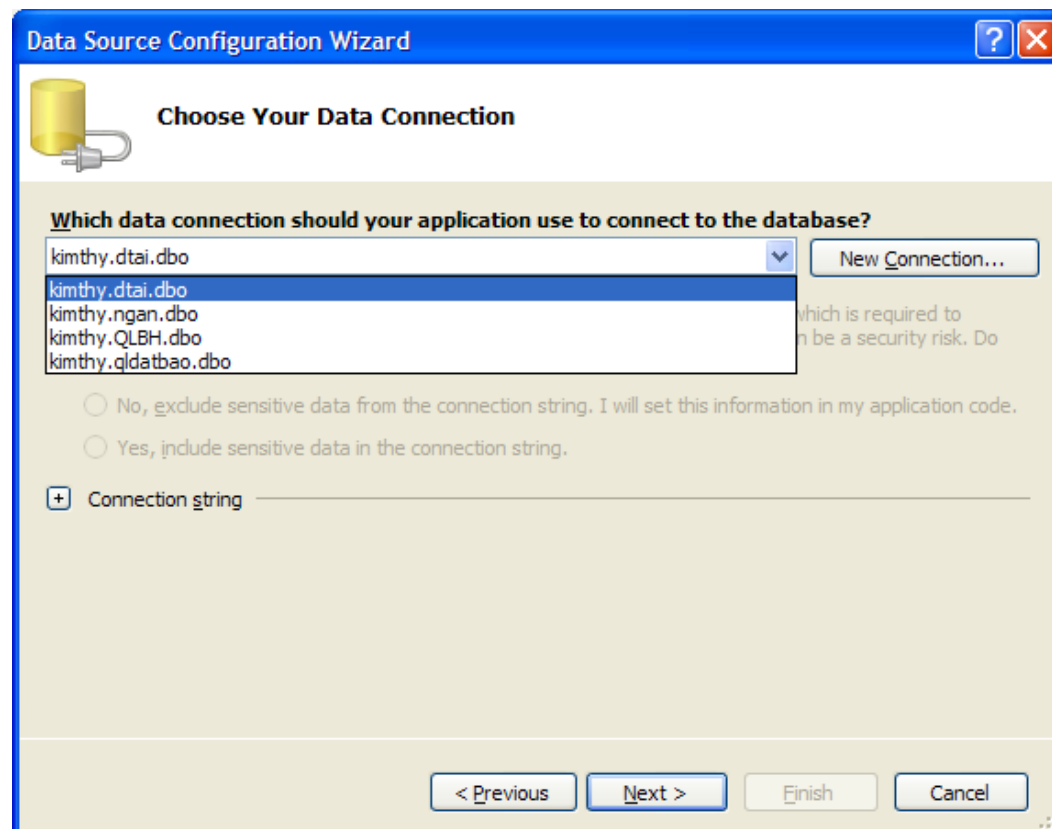 Data Source Configuration Wizard
Choose Your Data Connection
Which data connection should your application use to connect to the database?
kimthy.dtai.dbo
New Connection...
kimthy.dtai.dbo
kimthy.ngan.dbo
which is required to
kimthy.QLBH.dbo
n be a security risk. Do
kimthy.qldatbao.dbo
No, exclude sensitive data from the connection string. I will set this information in my application code.
Yes, include sensitive data in the connection string.
+ Connection string
< Previous
Next >
Finish
Cancel